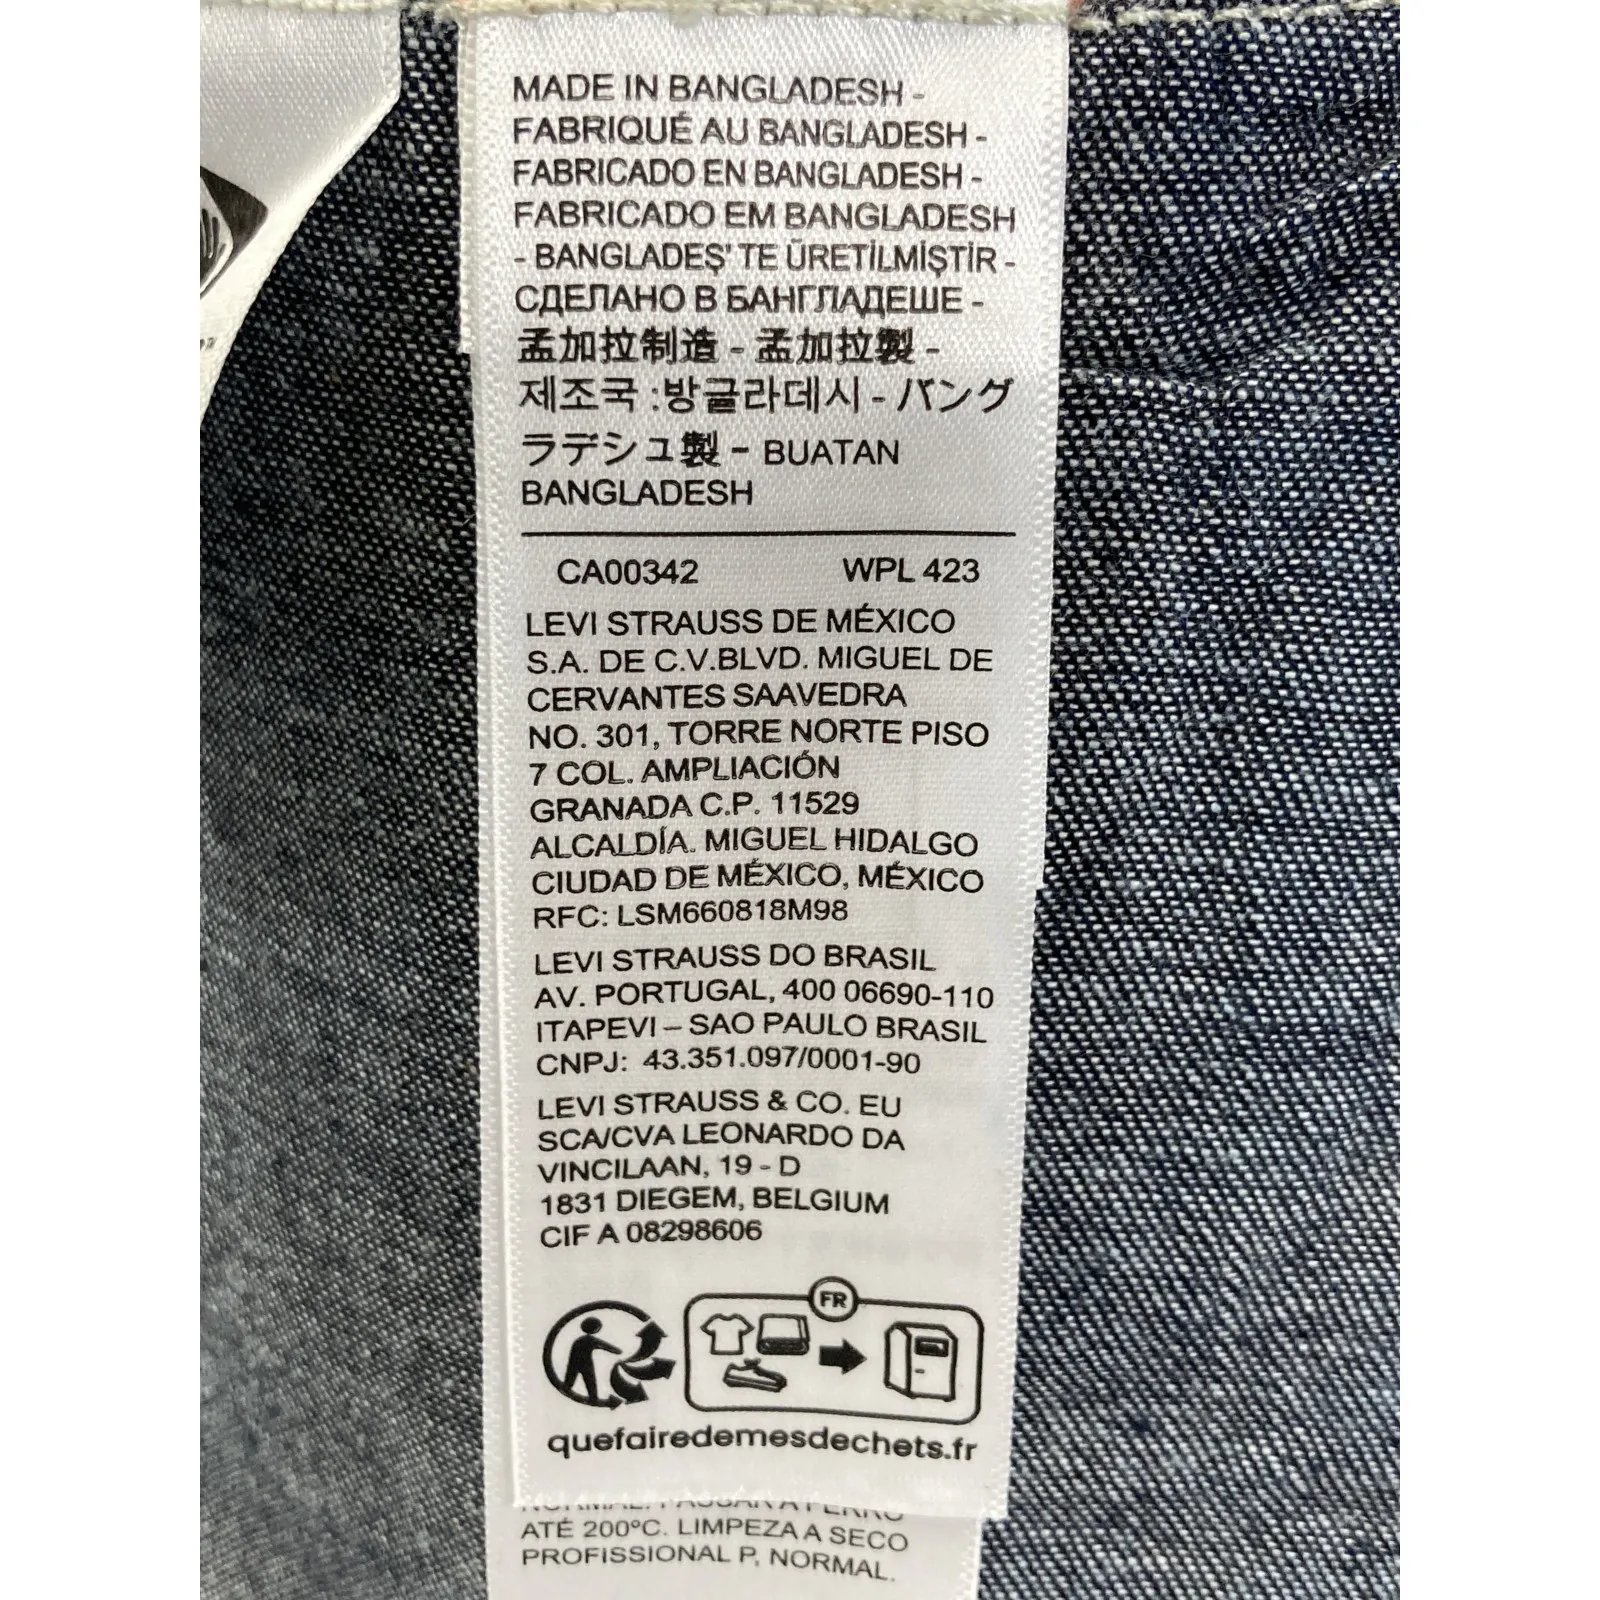 MADE IN BANGLADESH -
FABRIQUÉ AU BANGLADESH -
FABRICADO EN BANGLADESH -
FABRICADO EM BANGLADESH
- BANGLADEŞ' TE ÜRETİLMİŞTİR -
СДЕЛАНО В БАНГЛАДЕШЕ -
孟加拉制造 - 孟加拉製 -
제조국 :방글라데시 - バング
ラデシュ製 - BUATAN
BANGLADESH
CA00342 WPL 423
LEVI STRAUSS DE MÉXICO
S.A. DE C.V.BLVD. MIGUEL DE
CERVANTES SAAVEDRA
NO. 301, TORRE NORTE PISO
7 COL. AMPLIACIÓN
GRANADA C.P. 11529
ALCALDÍA. MIGUEL HIDALGO
CIUDAD DE MÉXICO, MÉXICO
RFC: LSM660818M98
LEVI STRAUSS DO BRASIL
AV. PORTUGAL, 400 06690-110
ITAPEVI – SAO PAULO BRASIL
CNPJ: 43.351.097/0001-90
LEVI STRAUSS & CO. EU
SCA/CVA LEONARDO DA
VINCILAAN, 19 - D
1831 DIEGEM, BELGIUM
CIF A 08298606
FR
quefairedemesdechets.fr
NORMAL. PASSAR A FERRO
ATÉ 200ºC. LIMPEZA A SECO
PROFISSIONAL P, NORMAL.